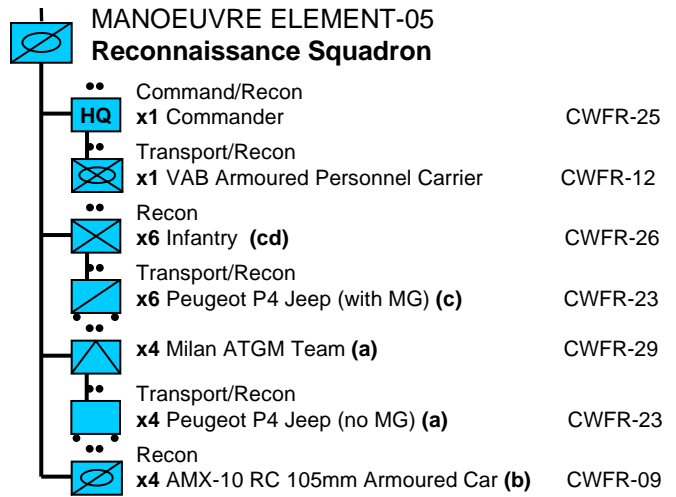 MANOEUVRE ELEMENT-05
Reconnaissance Squadron
Command/Recon
HQ x1 Commander CWFR-25
Transport/Recon
x1 VAB Armoured Personnel Carrier CWFR-12
Recon
x6 Infantry (cd) CWFR-26
Transport/Recon
x6 Peugeot P4 Jeep (with MG) (c) CWFR-23
x4 Milan ATGM Team (a) CWFR-29
Transport/Recon
x4 Peugeot P4 Jeep (no MG) (a) CWFR-23
Recon
x4 AMX-10 RC 105mm Armoured Car (b) CWFR-09